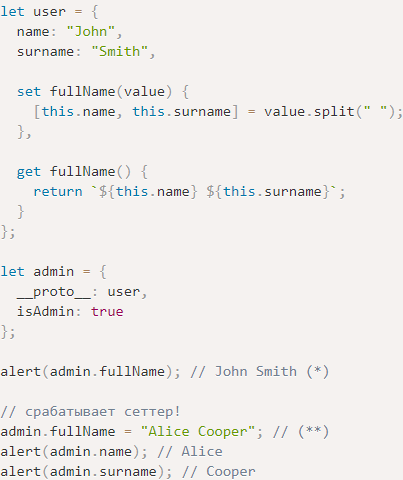 let user = {
  name: "John",
  surname: "Smith",

  set fullName(value) {
    [this.name, this.surname] = value.split(" ");
  },

  get fullName() {
    return `${this.name} ${this.surname}`;
  }
};

let admin = {
  __proto__: user,
  isAdmin: true
};

alert(admin.fullName); // John Smith (*)

// срабатывает сеттер!
admin.fullName = "Alice Cooper"; // (**)
alert(admin.name); // Alice
alert(admin.surname); // Cooper